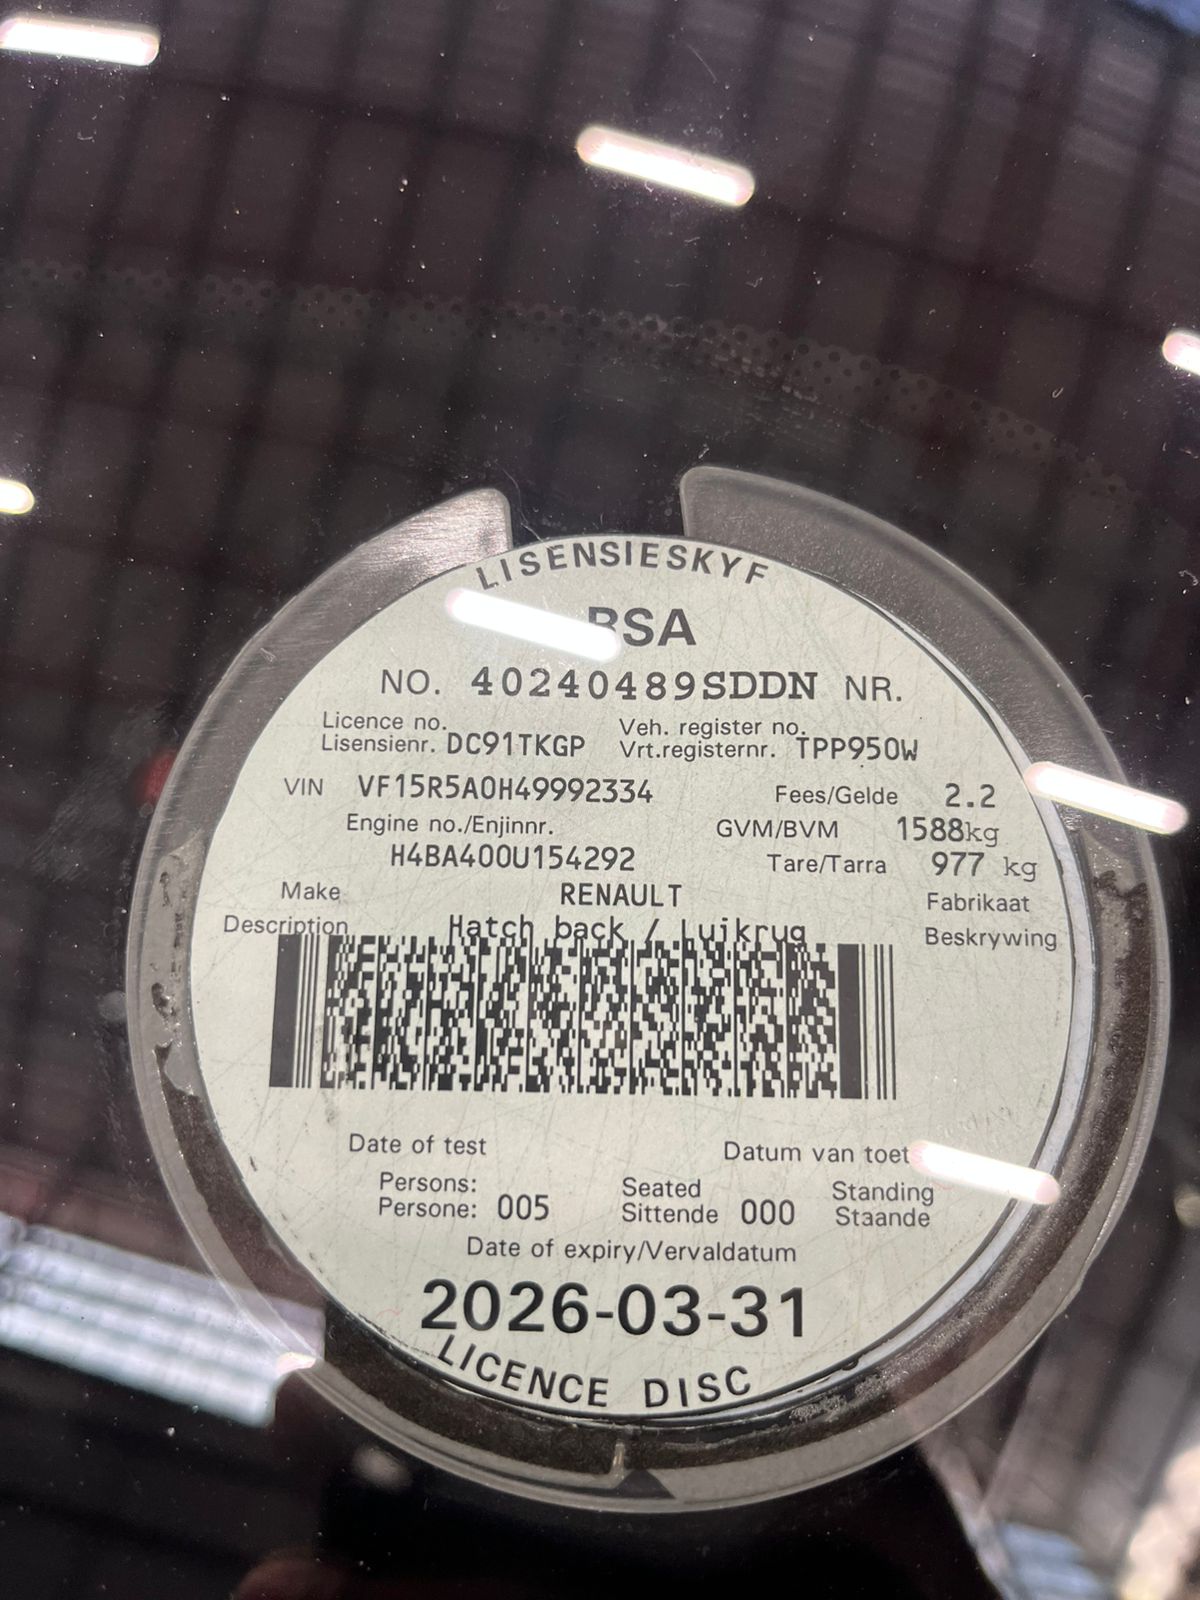 LISENSIESKYF
RSA
NO. 40240489SDDN NR.
Licence no. Veh. register no.
Lisensienr. DC91TKGP Vrt.registernr. TPP950W
VIN VF15R5A0H49992334 Fees/Gelde 2.2
Engine no./Enjinnr. GVM/BVM 1588kg
H4BA400U154292 Tare/Tarra 977 kg
Make RENAULT Fabrikaat
Description Hatch back / Luikrug Beskrywing
Date of test Datum van toet
Persons: Seated Standing
Persone: 005 Sittende 000 Staande
Date of expiry/Vervaldatum
2026-03-31
LICENCE DISC